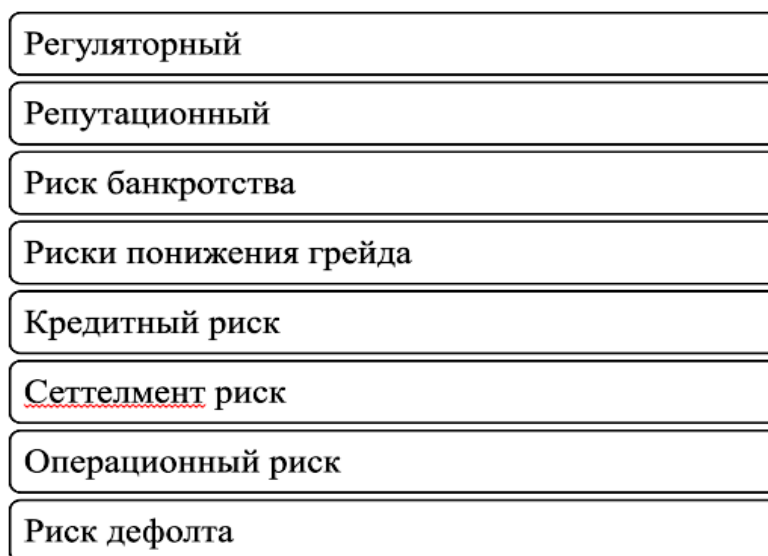 Регуляторный
Репутационный
Риск банкротства
Риски понижения грейда
Кредитный риск
Сеттелмент риск
Операционный риск
Риск дефолта